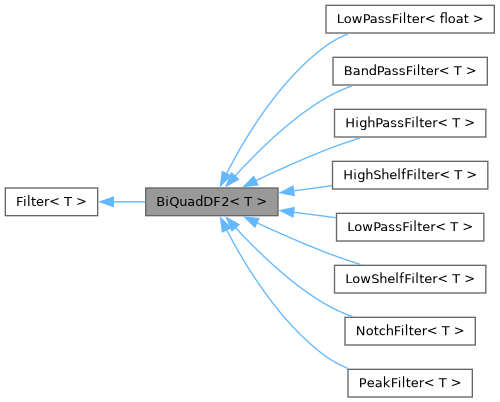 LowPassFilter< float >
BandPassFilter< T >
HighPassFilter< T >
HighShelfFilter< T >
Filter< T >
BiQuadDF2< T >
LowPassFilter< T >
LowShelfFilter< T >
NotchFilter< T >
PeakFilter< T >